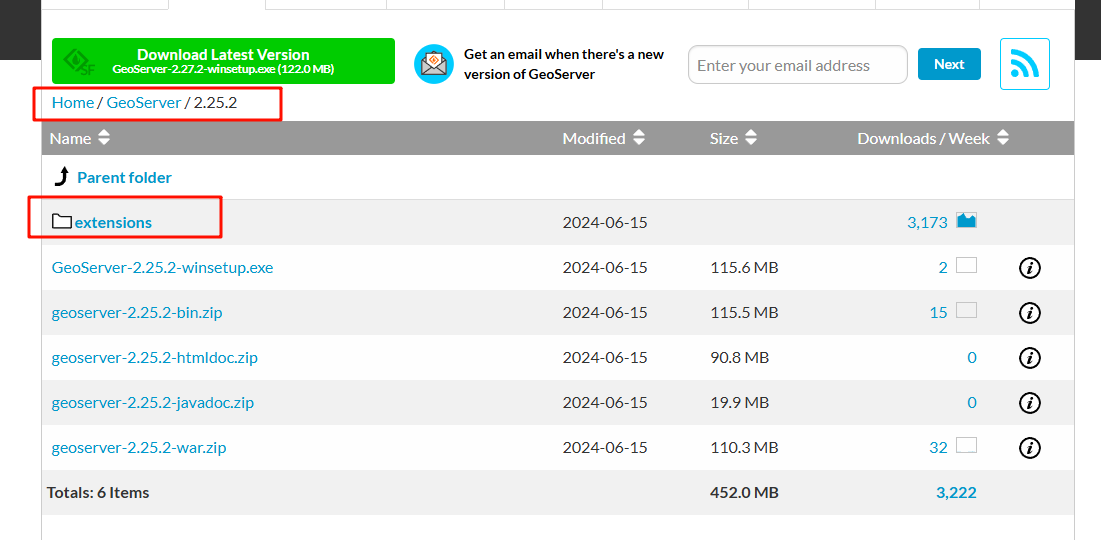 Download Latest Version
GeoServer-2.27.2-winsetup.exe (122.0 MB)
SF
Get an email when there's a new
version of GeoServer
Enter your email address
Next
Home / GeoServer / 2.25.2
Name Modified Size Downloads / Week
Parent folder
extensions 2024-06-15 3,173
GeoServer-2.25.2-winsetup.exe 2024-06-15 115.6 MB 2 i
geoserver-2.25.2-bin.zip 2024-06-15 115.5 MB 15 i
geoserver-2.25.2-htmldoc.zip 2024-06-15 90.8 MB 0 i
geoserver-2.25.2-javadoc.zip 2024-06-15 19.9 MB 0 i
geoserver-2.25.2-war.zip 2024-06-15 110.3 MB 32 i
Totals: 6 Items 452.0 MB 3,222